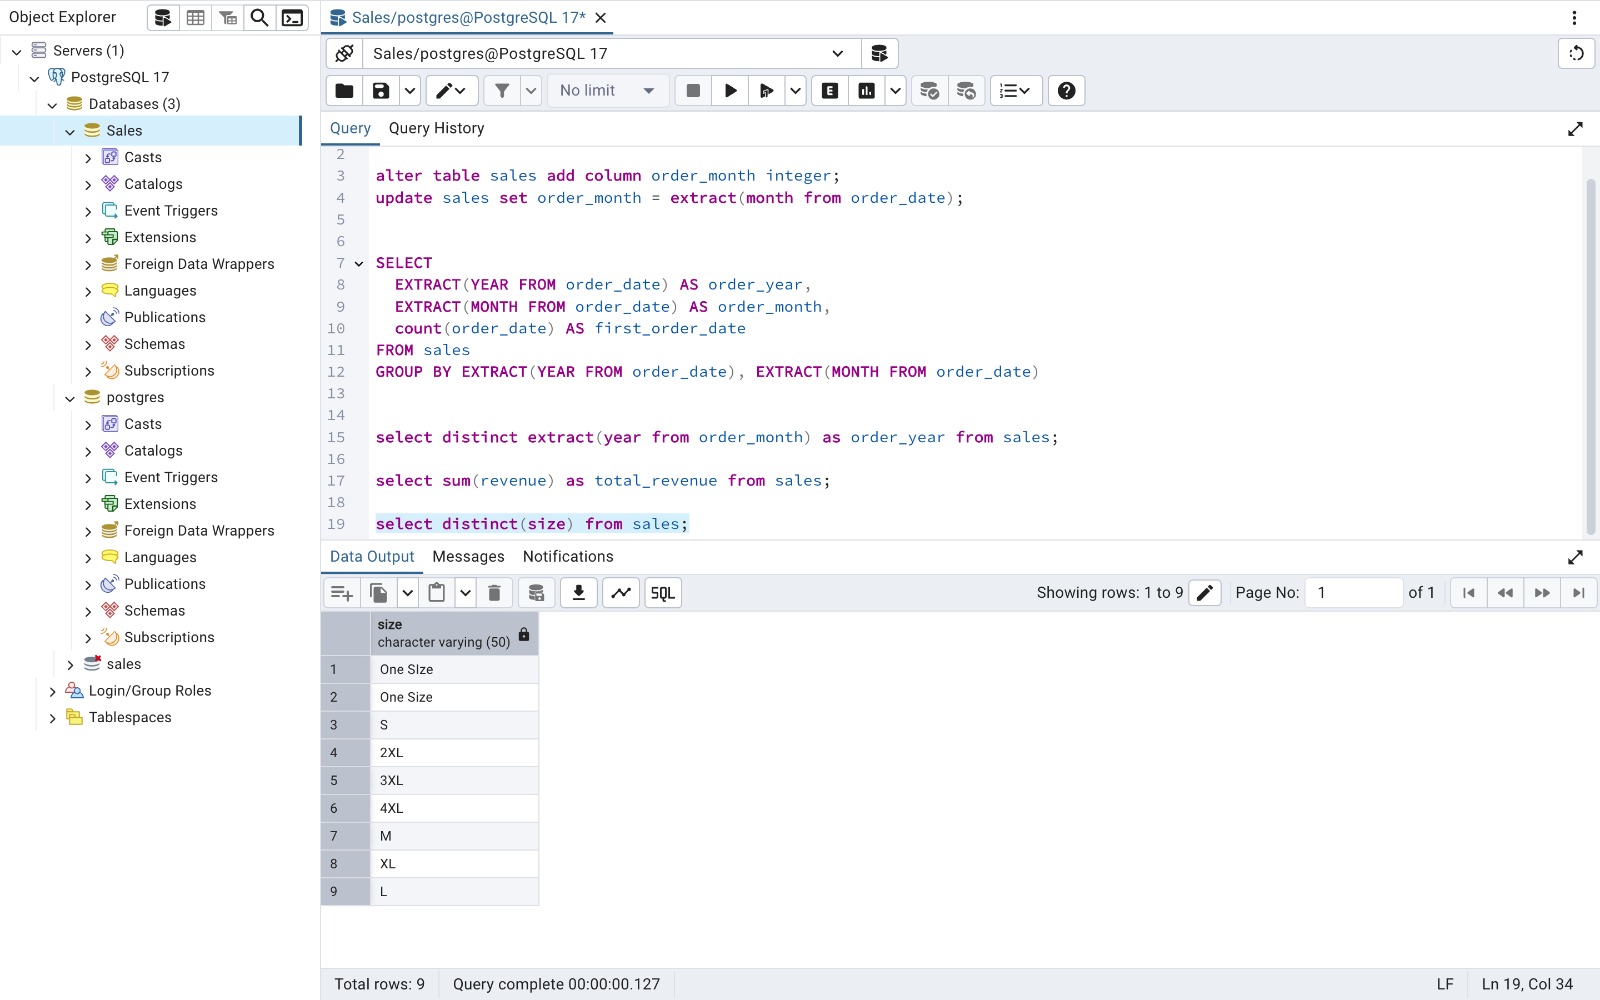 Object Explorer
Servers (1)
PostgreSQL 17
Databases (3)
Sales
Casts
Catalogs
Event Triggers
Extensions
Foreign Data Wrappers
Languages
Publications
Schemas
Subscriptions
postgres
Casts
Catalogs
Event Triggers
Extensions
Foreign Data Wrappers
Languages
Publications
Schemas
Subscriptions
sales
Login/Group Roles
Tablespaces
Sales/postgres@PostgreSQL 17*
Sales/postgres@PostgreSQL 17
No limit
E
Query Query History
2
3 alter table sales add column order_month integer;
4 update sales set order_month = extract(month from order_date);
5
6
7 SELECT
8 EXTRACT(YEAR FROM order_date) AS order_year,
9 EXTRACT(MONTH FROM order_date) AS order_month,
10 count(order_date) AS first_order_date
11 FROM sales
12 GROUP BY EXTRACT(YEAR FROM order_date), EXTRACT(MONTH FROM order_date)
13
14
15 select distinct extract(year from order_month) as order_year from sales;
16
17 select sum(revenue) as total_revenue from sales;
18
19 select distinct(size) from sales;
Data Output Messages Notifications
SQL Showing rows: 1 to 9 Page No: 1 of 1
size
character varying (50)
1 One SIze
2 One Size
3 S
4 2XL
5 3XL
6 4XL
7 M
8 XL
9 L
Total rows: 9 Query complete 00:00:00.127 LF Ln 19, Col 34